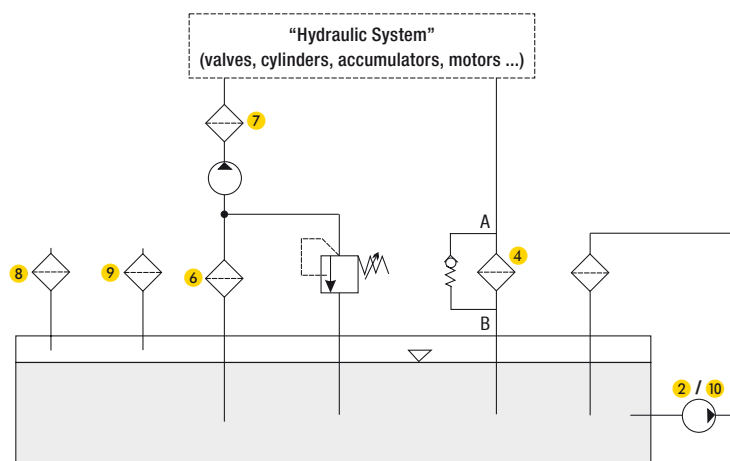 “Hydraulic System”
(valves, cylinders, accumulators, motors ...)
7
A
8
9
6
4
B
2 / 10